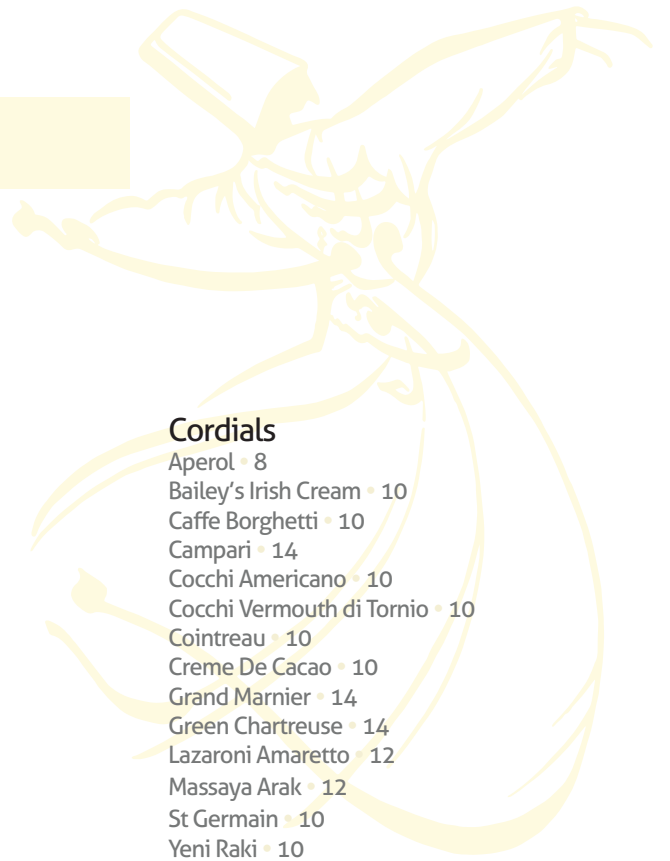 Cordials
Aperol • 8
Bailey's Irish Cream • 10
Caffe Borghetti • 10
Campari • 14
Cocchi Americano • 10
Cocchi Vermouth di Tornio • 10
Cointreau • 10
Creme De Cacao • 10
Grand Marnier • 14
Green Chartreuse • 14
Lazaroni Amaretto • 12
Massaya Arak • 12
St Germain • 10
Yeni Raki • 10